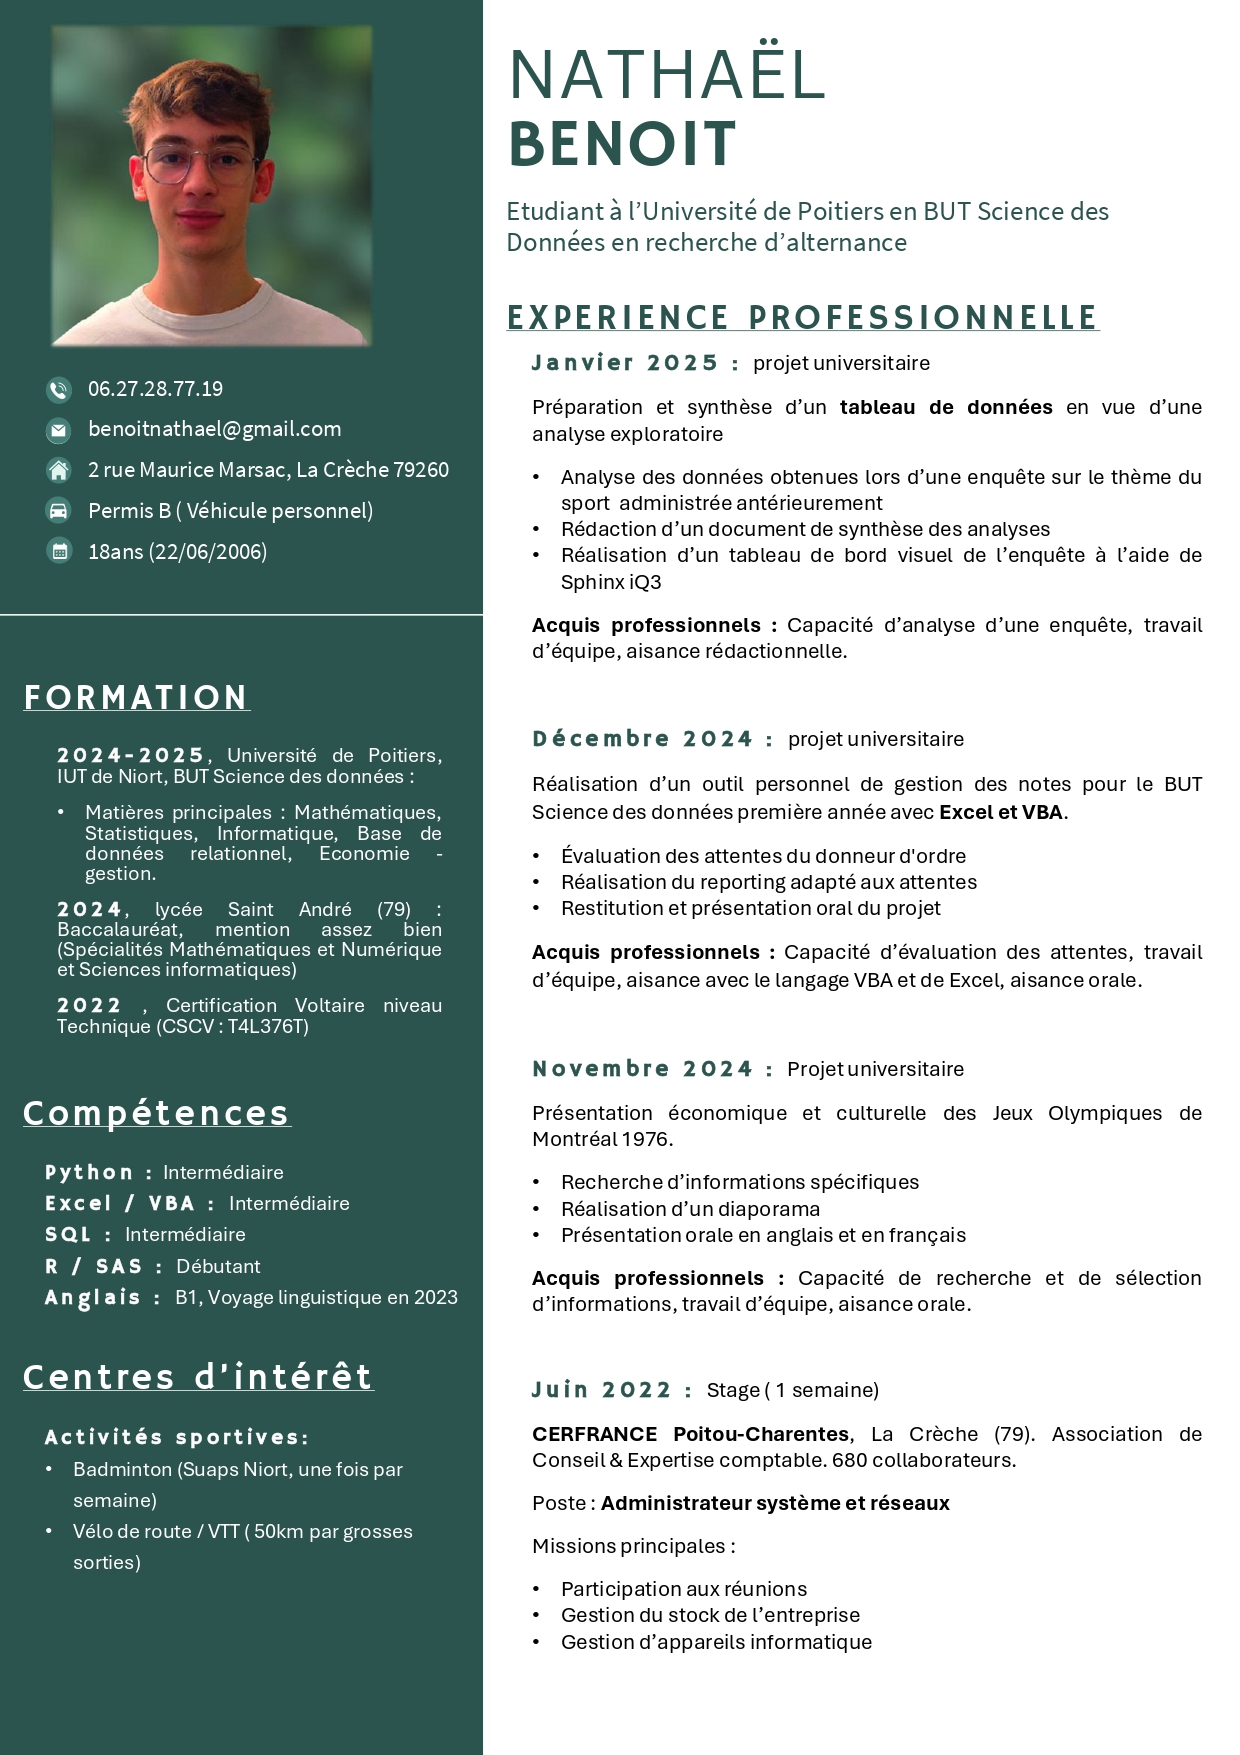 NATHAËL
BENOIT
Etudiant à l’Université de Poitiers en BUT Science des
Données en recherche d’alternance
06.27.28.77.19
benoitnathael@gmail.com
2 rue Maurice Marsac, La Crèche 79260
Permis B ( Véhicule personnel)
18ans (22/06/2006)
FORMATION
2024-2025, Université de Poitiers,
IUT de Niort, BUT Science des données :
• Matières principales : Mathématiques,
Statistiques, Informatique, Base de
données relationnel, Economie -
gestion.
2024, lycée Saint André (79) :
Baccalauréat, mention assez bien
(Spécialités Mathématiques et Numérique
et Sciences informatiques)
2022 , Certification Voltaire niveau
Technique (CSCV : T4L376T)
Compétences
Python : Intermédiaire
Excel / VBA : Intermédiaire
SQL : Intermédiaire
R / SAS : Débutant
Anglais : B1, Voyage linguistique en 2023
Centres d’intérêt
Activités sportives:
• Badminton (Suaps Niort, une fois par
semaine)
• Vélo de route / VTT ( 50km par grosses
sorties)
EXPERIENCE PROFESSIONNELLE
Janvier 2025 : projet universitaire
Préparation et synthèse d’un tableau de données en vue d’une
analyse exploratoire
• Analyse des données obtenues lors d’une enquête sur le thème du
sport administrée antérieurement
• Rédaction d’un document de synthèse des analyses
• Réalisation d’un tableau de bord visuel de l’enquête à l’aide de
Sphinx iQ3
Acquis professionnels : Capacité d’analyse d’une enquête, travail
d’équipe, aisance rédactionnelle.
Décembre 2024 : projet universitaire
Réalisation d’un outil personnel de gestion des notes pour le BUT
Science des données première année avec Excel et VBA.
• Évaluation des attentes du donneur d'ordre
• Réalisation du reporting adapté aux attentes
• Restitution et présentation oral du projet
Acquis professionnels : Capacité d’évaluation des attentes, travail
d’équipe, aisance avec le langage VBA et de Excel, aisance orale.
Novembre 2024 : Projet universitaire
Présentation économique et culturelle des Jeux Olympiques de
Montréal 1976.
• Recherche d’informations spécifiques
• Réalisation d’un diaporama
• Présentation orale en anglais et en français
Acquis professionnels : Capacité de recherche et de sélection
d’informations, travail d’équipe, aisance orale.
Juin 2022 : Stage ( 1 semaine)
CERFRANCE Poitou-Charentes, La Crèche (79). Association de
Conseil & Expertise comptable. 680 collaborateurs.
Poste : Administrateur système et réseaux
Missions principales :
• Participation aux réunions
• Gestion du stock de l’entreprise
• Gestion d’appareils informatique